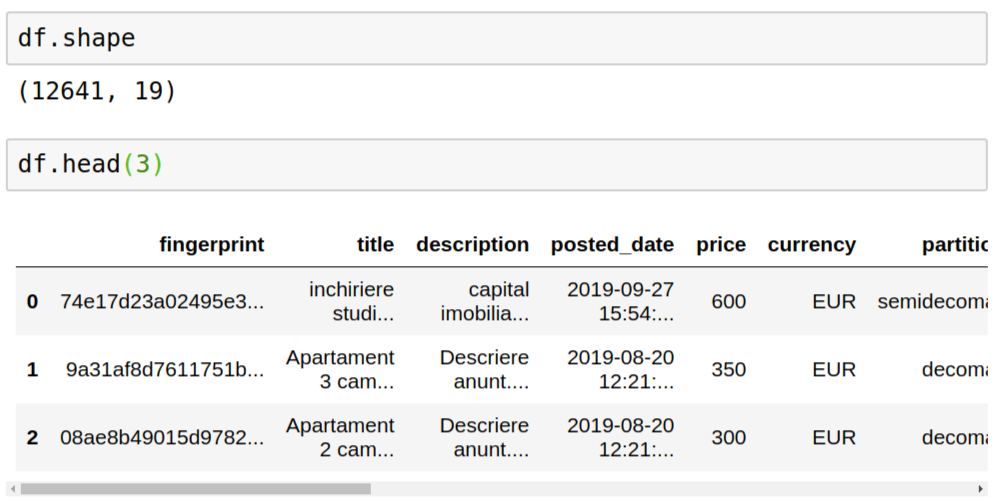 df.shape
(12641, 19)
df.head(3)
fingerprint title description posted_date price currency partitic
0 74e17d23a02495e3... inchiriere studi... capital imobilia... 2019-09-27 15:54:... 600 EUR semidecoma
1 9a31af8d7611751b... Apartament 3 cam... Descriere anunt.... 2019-08-20 12:21:... 350 EUR decoma
2 08ae8b49015d9782... Apartament 2 cam... Descriere anunt.... 2019-08-20 12:21:... 300 EUR decoma